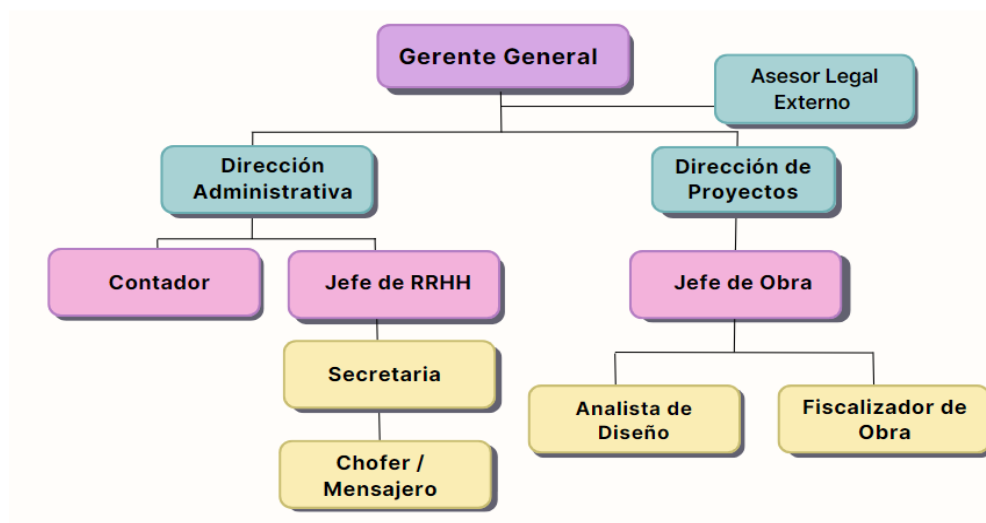 Gerente General
Asesor Legal
Externo
Dirección
Administrativa
Dirección de
Proyectos
Contador
Jefe de RRHH
Jefe de Obra
Secretaria
Analista de
Diseño
Fiscalizador de
Obra
Chofer /
Mensajero